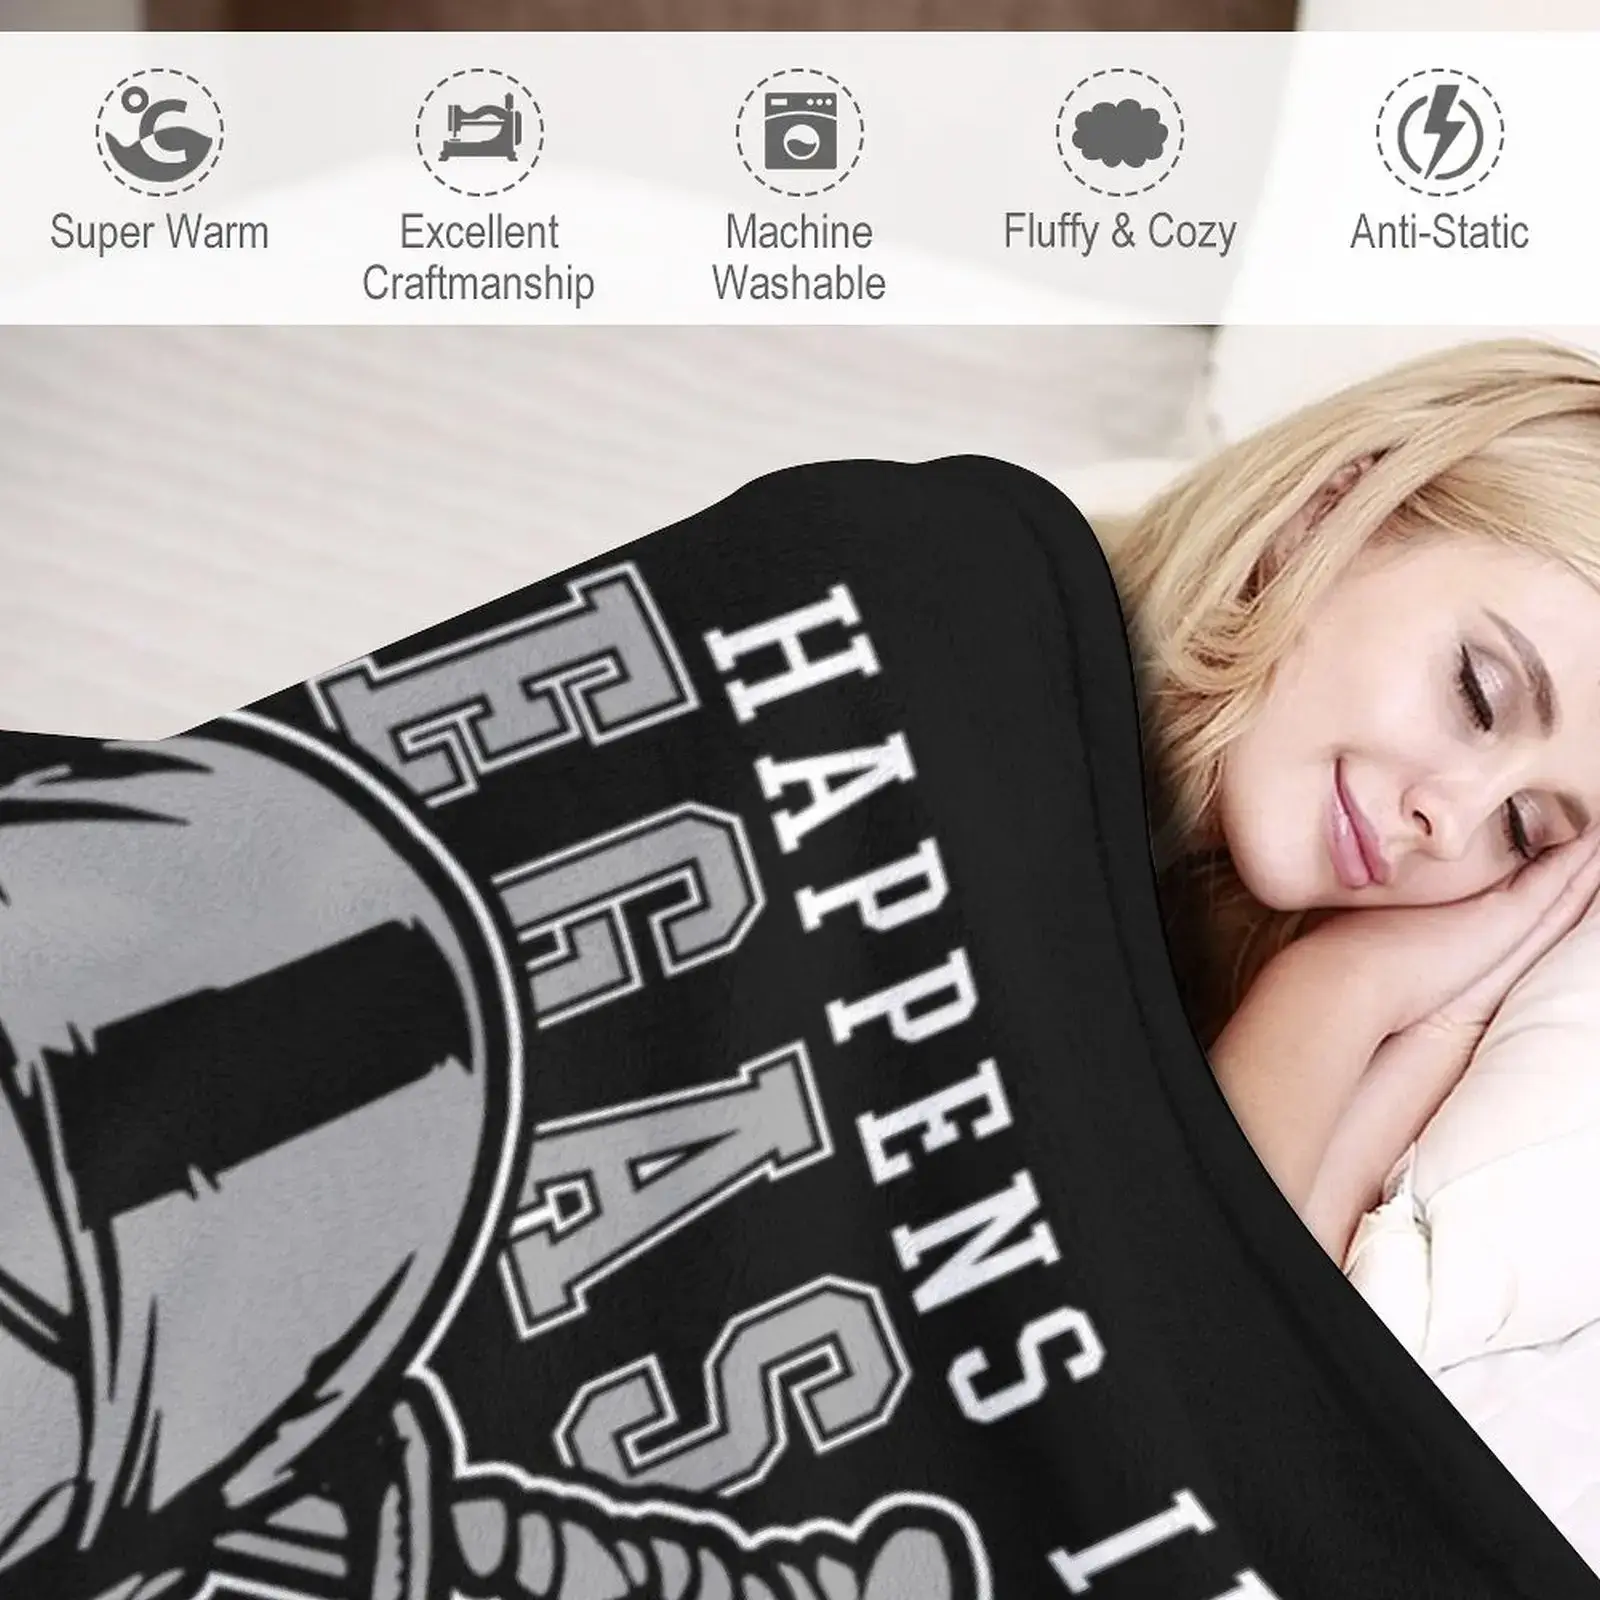 Super Warm
Excellent
Craftmanship
Machine
Washable
Fluffy & Cozy
Anti-Static
HAPPENS I
EGAS